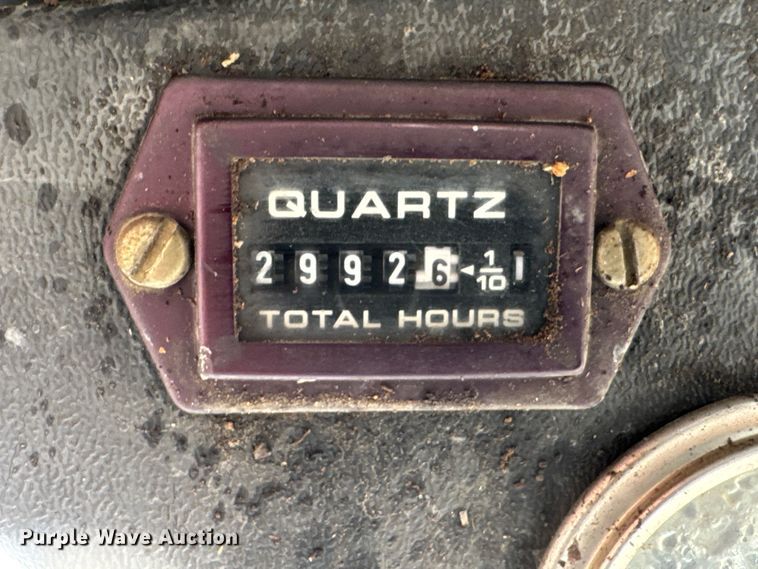 QUARTZ
2 9 9 2 6 ◄ 1/10
TOTAL HOURS
Purple Wave Auction